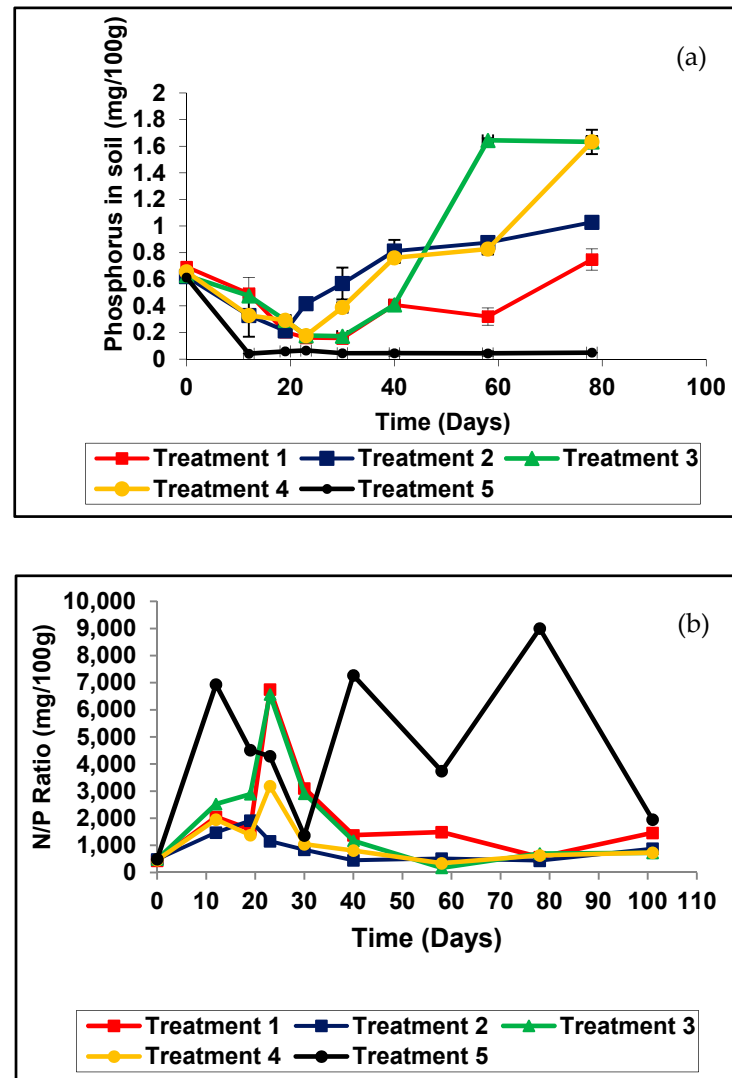 (a)
Phosphorus in soil (mg/100g)
2
1.8
1.6
1.4
1.2
1
0.8
0.6
0.4
0.2
0
0 20 40 60 80 100
Time (Days)
Treatment 1 Treatment 2 Treatment 3
Treatment 4 Treatment 5
(b)
N/P Ratio (mg/100g)
10,000
9,000
8,000
7,000
6,000
5,000
4,000
3,000
2,000
1,000
0
0 10 20 30 40 50 60 70 80 90 100 110
Time (Days)
Treatment 1 Treatment 2 Treatment 3
Treatment 4 Treatment 5